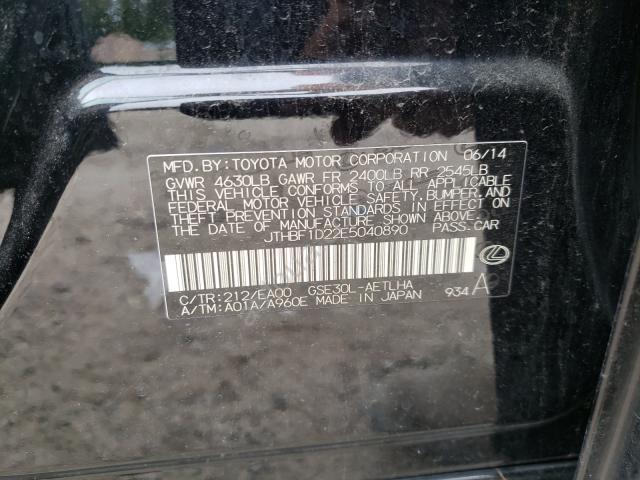 MFD.BY:TOYOTA MOTOR CORPORATION 06/14
GVWR 4630LB GAWR FR 2400LB RR 2545LB
THIS VEHICLE CONFORMS TO ALL APPLICABLE
FEDERAL MOTOR VEHICLE SAFETY,BUMPER,AND
THEFT PREVENTION STANDARDS IN EFFECT ON
THE DATE OF MANUFACTURE SHOWN ABOVE.
JTHBF1D22E5040890 PASS.CAR
C/TR:212/EA00 GSE30L-AETLHA
A/TM:A01A/A960E MADE IN JAPAN 934 A